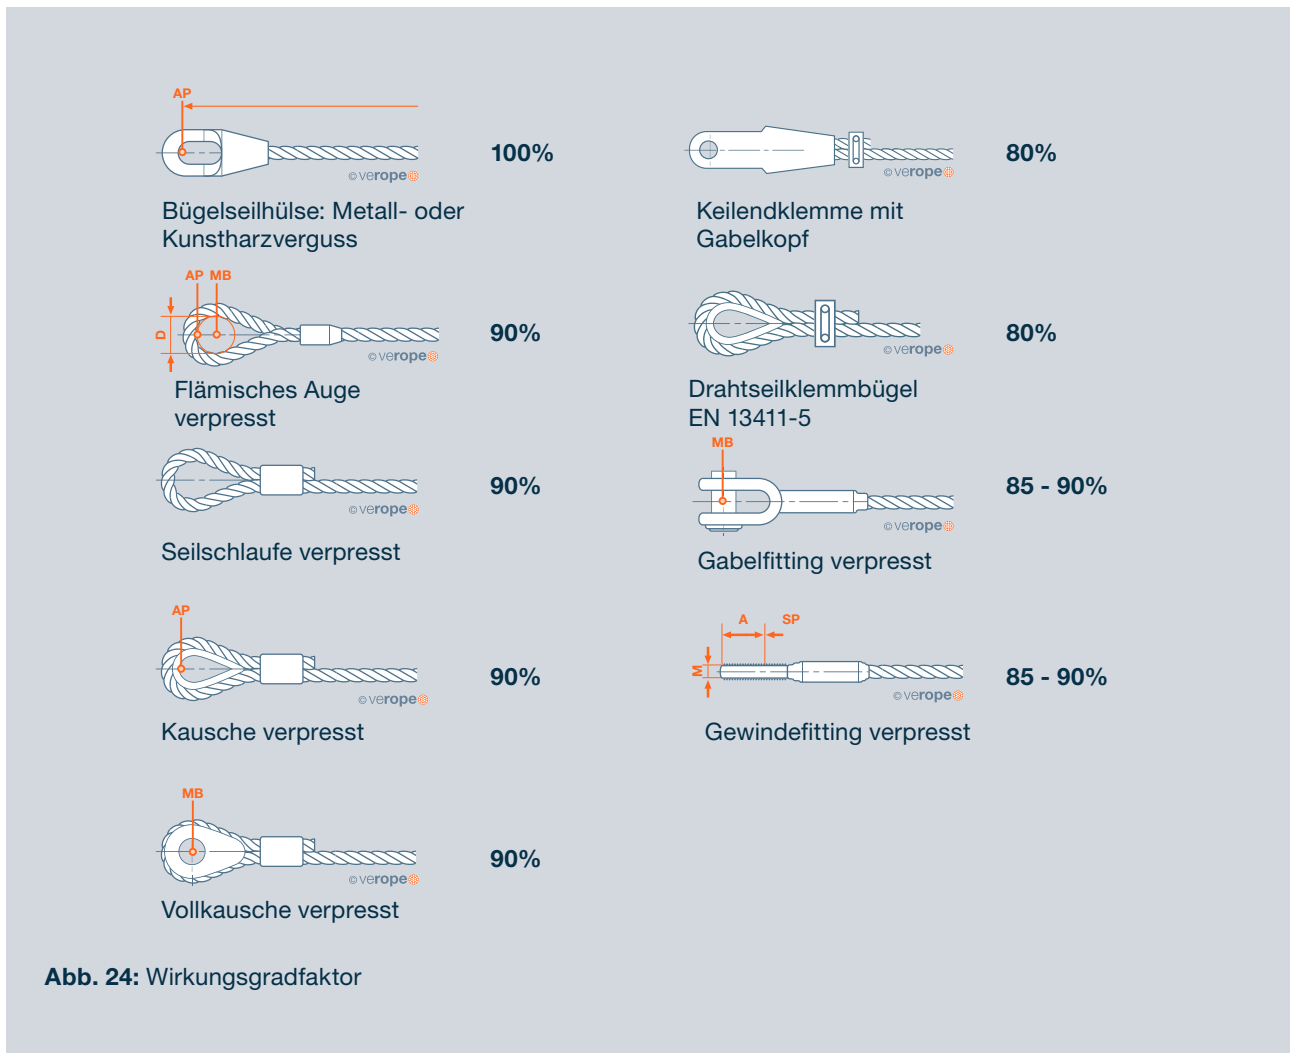 AP
100%
©verope
Bügelseilhülse: Metall- oder
Kunstharzverguss
AP MB
D
90%
©verope
Flämisches Auge
verpresst
90%
©verope
Seilschlaufe verpresst
AP
90%
©verope
Kausche verpresst
MB
90%
©verope
Vollkausche verpresst
80%
©verope
Keilendklemme mit
Gabelkopf
80%
©verope
Drahtseilklemmbügel
EN 13411-5
MB
85 - 90%
©verope
Gabelfitting verpresst
A SP
M
85 - 90%
©verope
Gewindefitting verpresst
Abb. 24: Wirkungsgradfaktor